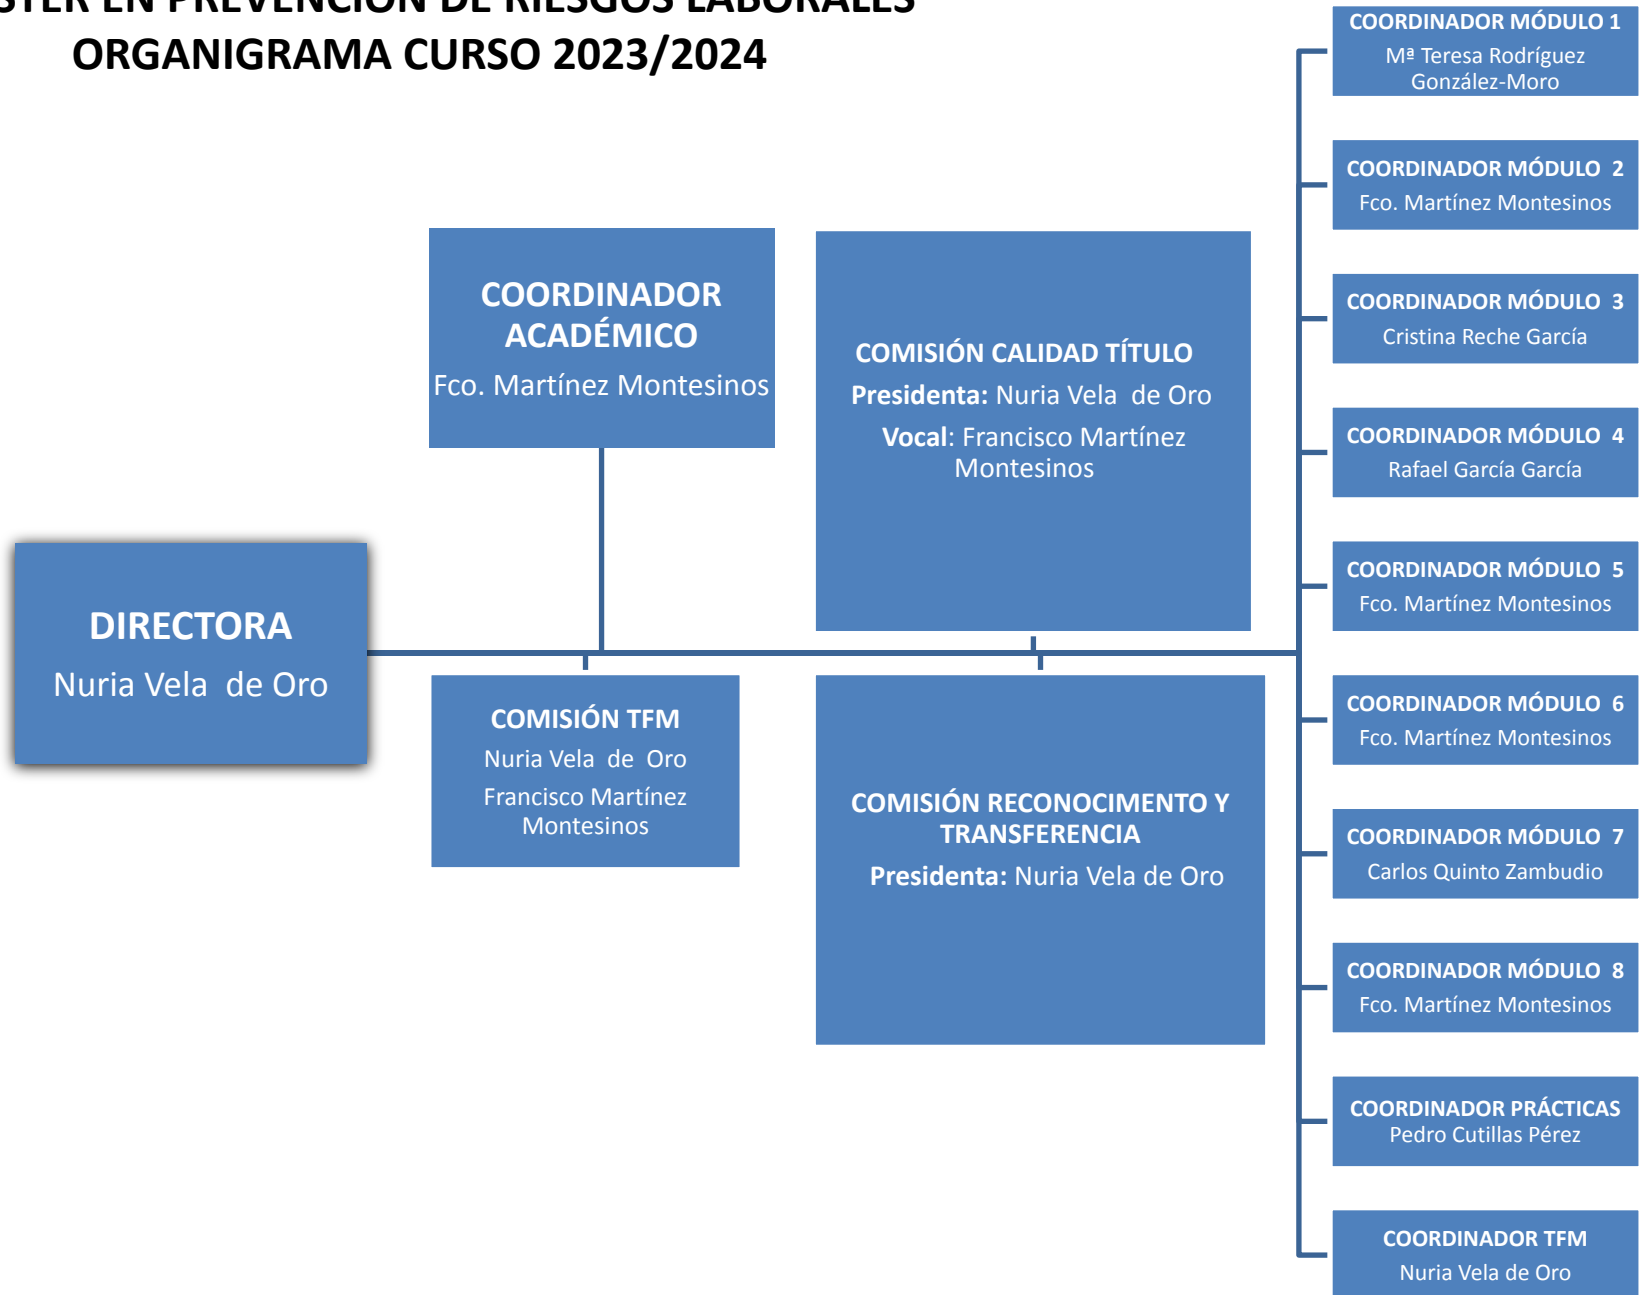 EN PREVENCIÓN DE RIESGOS LABORALES
ORGANIGRAMA CURSO 2023/2024
DIRECTORA
Nuria Vela de Oro
COORDINADOR
ACADÉMICO
Fco. Martínez Montesinos
COMISIÓN TFM
Nuria Vela de Oro
Francisco Martínez
Montesinos
COMISIÓN CALIDAD TÍTULO
Presidenta: Nuria Vela de Oro
Vocal: Francisco Martínez
Montesinos
COMISIÓN RECONOCIMENTO Y
TRANSFERENCIA
Presidenta: Nuria Vela de Oro
COORDINADOR MÓDULO 1
Mª Teresa Rodríguez
González-Moro
COORDINADOR MÓDULO 2
Fco. Martínez Montesinos
COORDINADOR MÓDULO 3
Cristina Reche García
COORDINADOR MÓDULO 4
Rafael García García
COORDINADOR MÓDULO 5
Fco. Martínez Montesinos
COORDINADOR MÓDULO 6
Fco. Martínez Montesinos
COORDINADOR MÓDULO 7
Carlos Quinto Zambudio
COORDINADOR MÓDULO 8
Fco. Martínez Montesinos
COORDINADOR PRÁCTICAS
Pedro Cutillas Pérez
COORDINADOR TFM
Nuria Vela de Oro